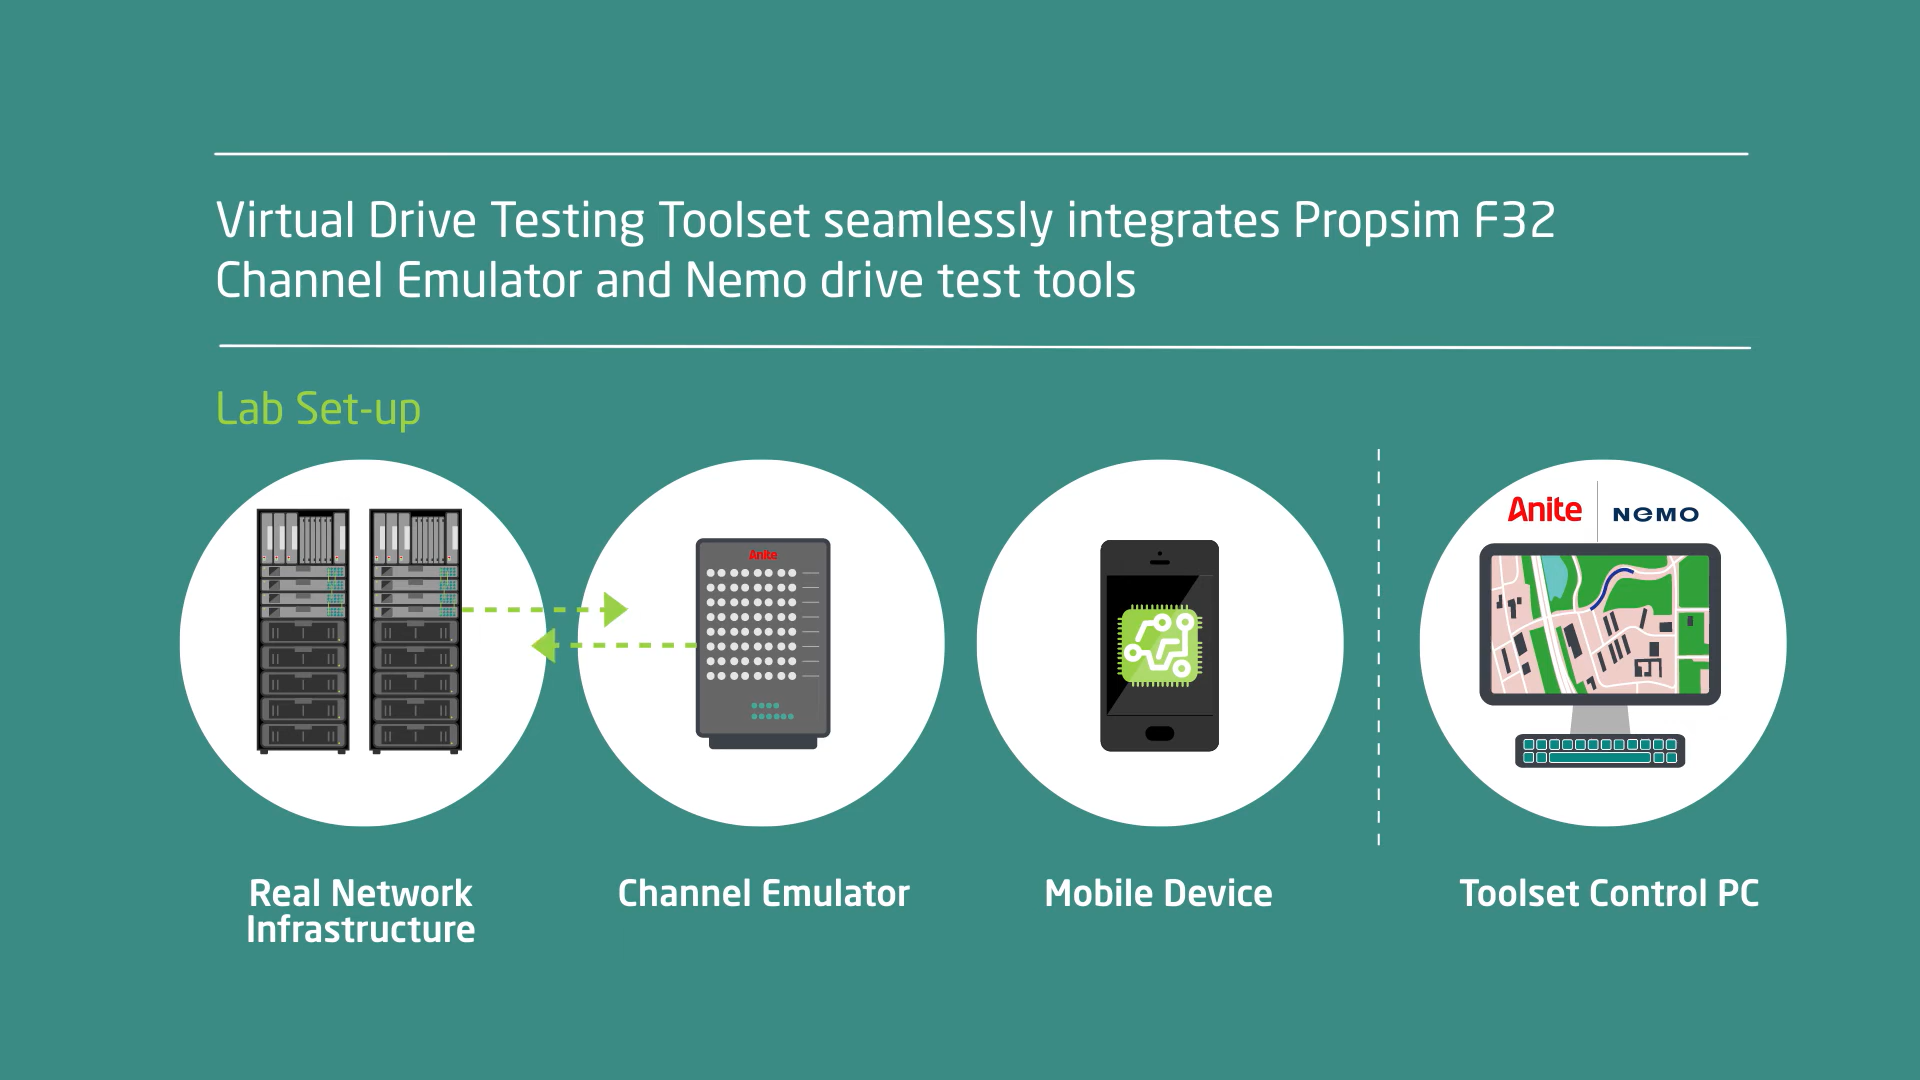 Virtual Drive Testing Toolset seamlessly integrates Propsim F32
Channel Emulator and Nemo drive test tools
Lab Set-up
Anite
Anite
NeMO
Real Network
Infrastructure
Channel Emulator
Mobile Device
Toolset Control PC